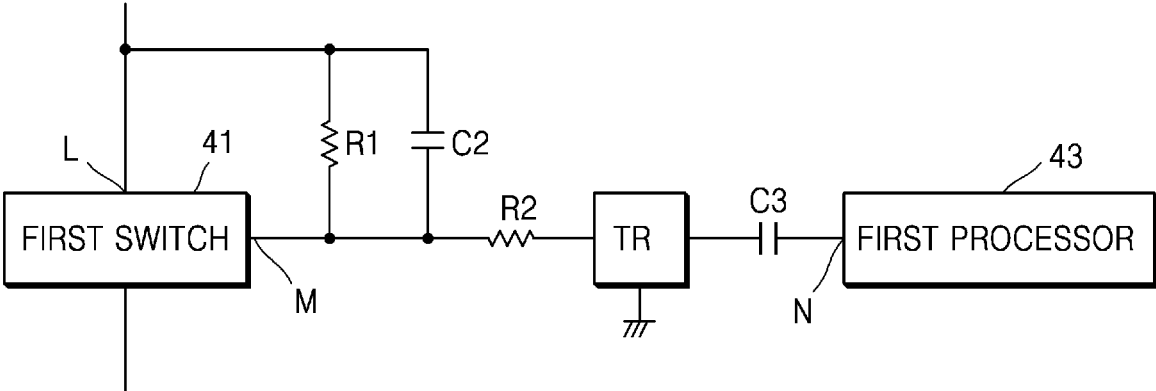 R1
C2
L
41
43
R2
C3
FIRST SWITCH
TR
FIRST PROCESSOR
M
N